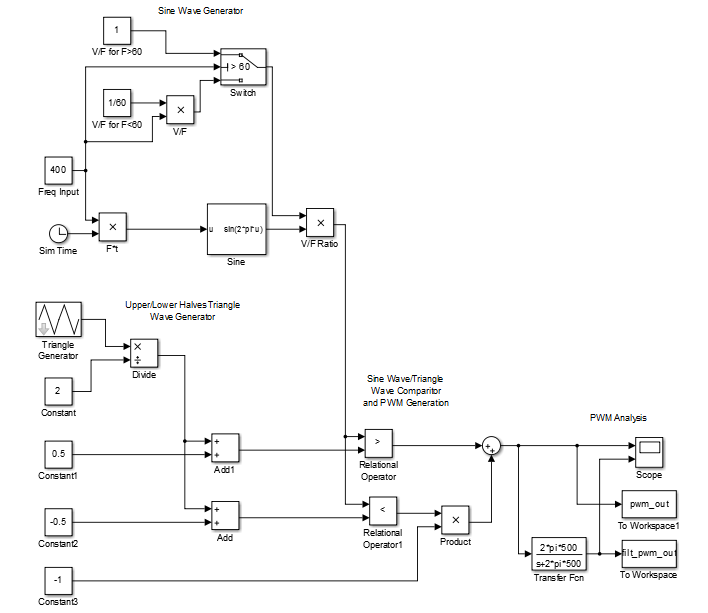 Sine Wave Generator
1
V/F for F>60
> 60
Switch
1/60
×
V/F for F<60
V/F
400
Freq Input
×
Sim Time
F*t
u sin(2*pi*u)
Sine
×
V/F Ratio
Upper/Lower Halves Triangle
Wave Generator
Triangle
Generator
×
÷
Divide
2
Constant
Sine Wave/Triangle
Wave Comparitor
and PWM Generation
PWM Analysis
0.5
Constant1
+
+
Add1
>
Relational
Operator
+
+
Scope
-0.5
Constant2
+
+
Add
<
Relational
Operator1
×
Product
pwm_out
To Workspace1
2*pi*500
s+2*pi*500
Transfer Fcn
filt_pwm_out
To Workspace
-1
Constant3